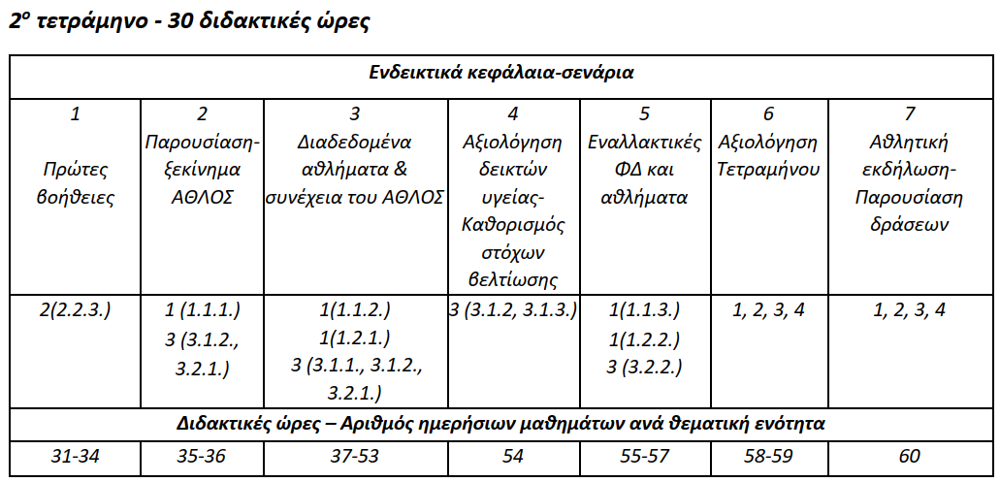 2ο τετράμηνο - 30 διδακτικές ώρες
Ενδεικτικά κεφάλαια-σενάρια
1
Πρώτες
βοήθειες
2
Παρουσίαση-
ξεκίνημα
ΑΘΛΟΣ
3
Διαδεδομένα
αθλήματα &
συνέχεια του ΑΘΛΟΣ
4
Αξιολόγηση
δεικτών
υγείας-
Καθορισμός
στόχων
βελτίωσης
5
Εναλλακτικές
ΦΔ και
αθλήματα
6
Αξιολόγηση
Τετραμήνου
7
Αθλητική
εκδήλωση-
Παρουσίαση
δράσεων
2(2.2.3.)
1 (1.1.1.)
3 (3.1.2.,
3.2.1.)
1(1.1.2.)
1(1.2.1.)
3 (3.1.1., 3.1.2.,
3.2.1.)
3 (3.1.2, 3.1.3.)
1(1.1.3.)
1(1.2.2.)
3 (3.2.2.)
1, 2, 3, 4
1, 2, 3, 4
Διδακτικές ώρες – Αριθμός ημερήσιων μαθημάτων ανά θεματική ενότητα
31-34
35-36
37-53
54
55-57
58-59
60